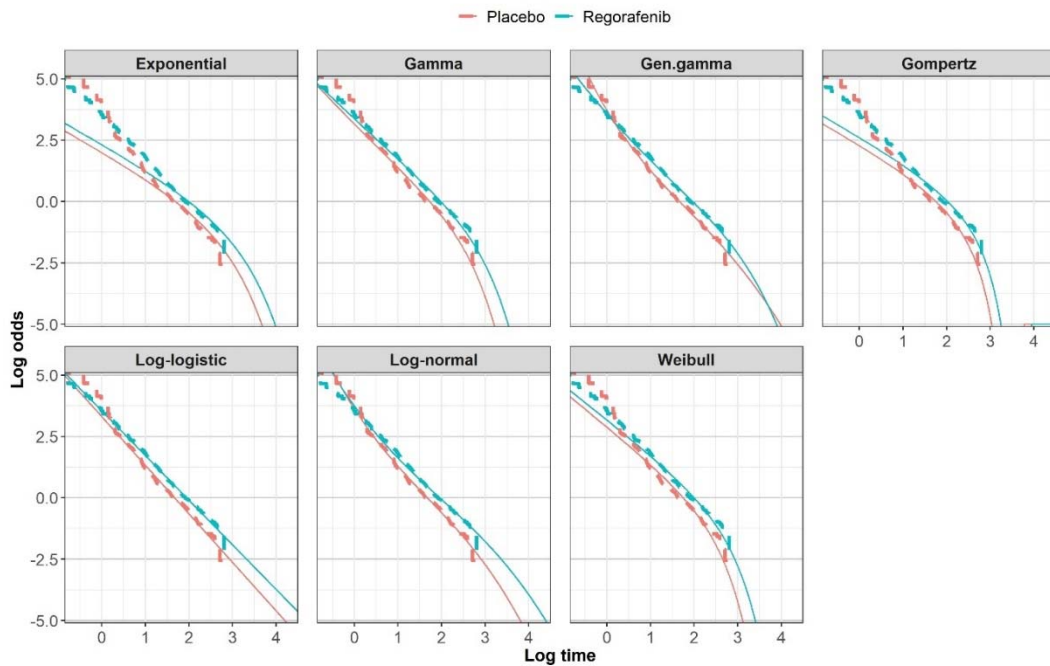 Placebo Regorafenib
Exponential Gamma Gen.gamma Gompertz
5.0
2.5
0.0
-2.5
-5.0
0 1 2 3 4
Log-logistic Log-normal Weibull
5.0
2.5
0.0
-2.5
-5.0
0 1 2 3 4 0 1 2 3 4 0 1 2 3 4
Log odds
Log time